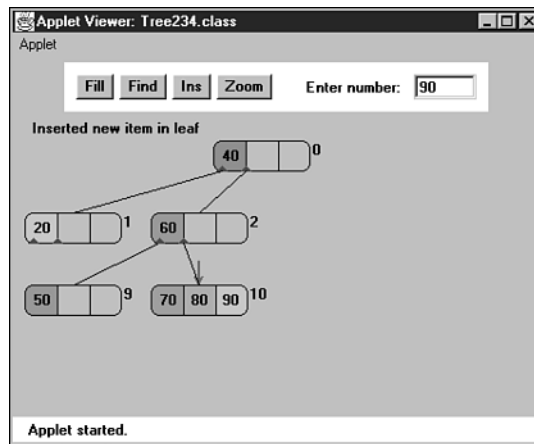 Applet Viewer: Tree234.class
Applet
Fill Find Ins Zoom Enter number: 90
Inserted new item in leaf
40 0
20 1 60 2
50 9 70 80 90 10
Applet started.